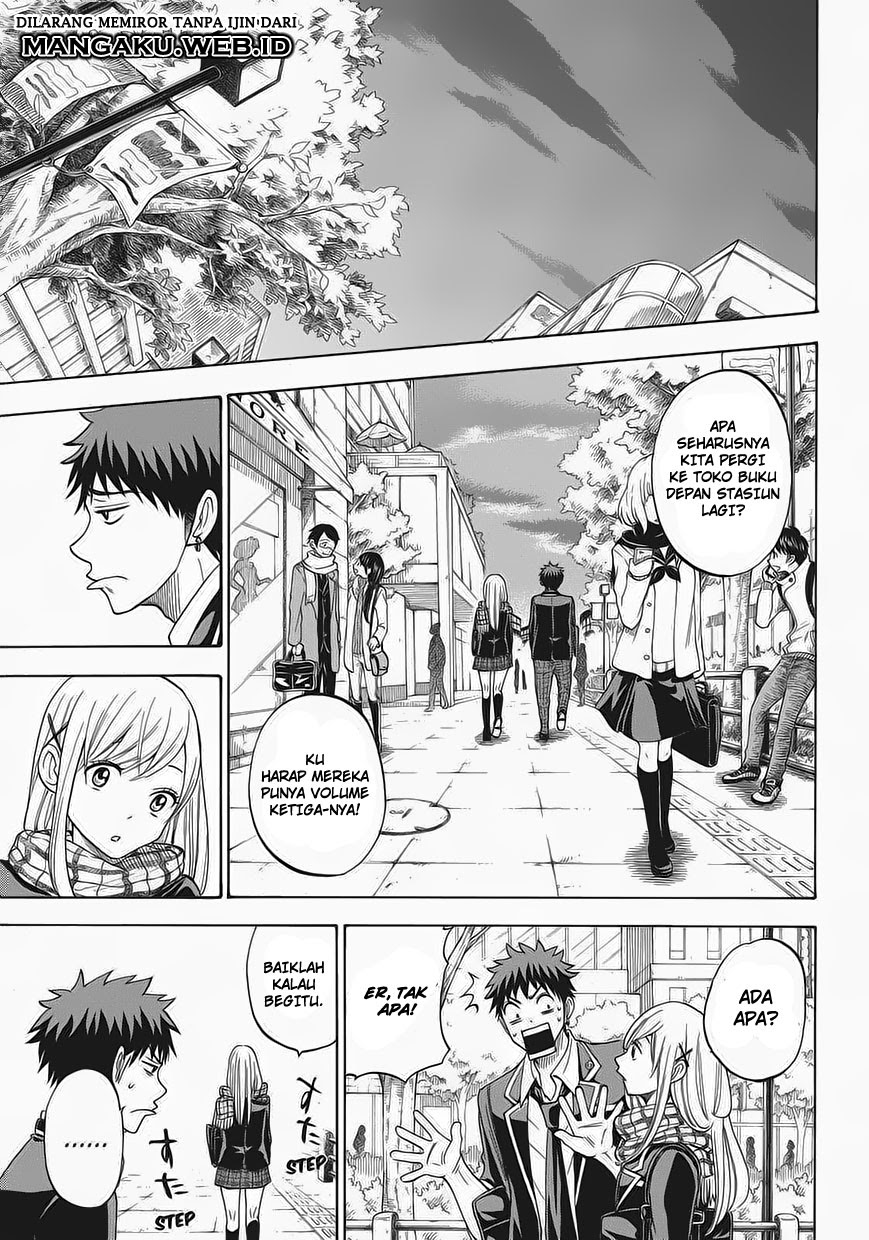 DILARANG MEMIROR TANPA IJIN DARI
MANGAKU.WEB.ID
APA
SEHARUSNYA
KITA PERGI
KE TOKO BUKU
DEPAN STASIUN
LAGI?
ORE
KU
HARAP MEREKA
PUNYA VOLUME
KETIGA-NYA!
ADA
APA?
ER, TAK
APA!
BAIKLAH
KALAU
BEGITU.
すた
STEP
すた
STEP
......